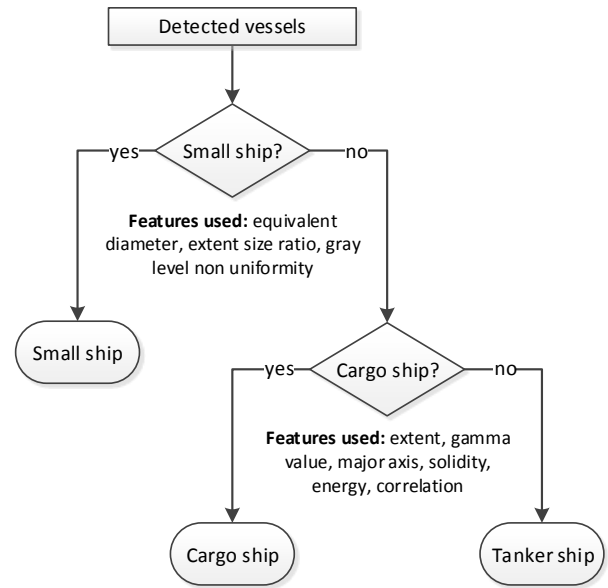 Detected vessels
Small ship?
yes
no
Features used: equivalent
diameter, extent size ratio, gray
level non uniformity
Small ship
Cargo ship?
yes
no
Features used: extent, gamma
value, major axis, solidity,
energy, correlation
Cargo ship
Tanker ship